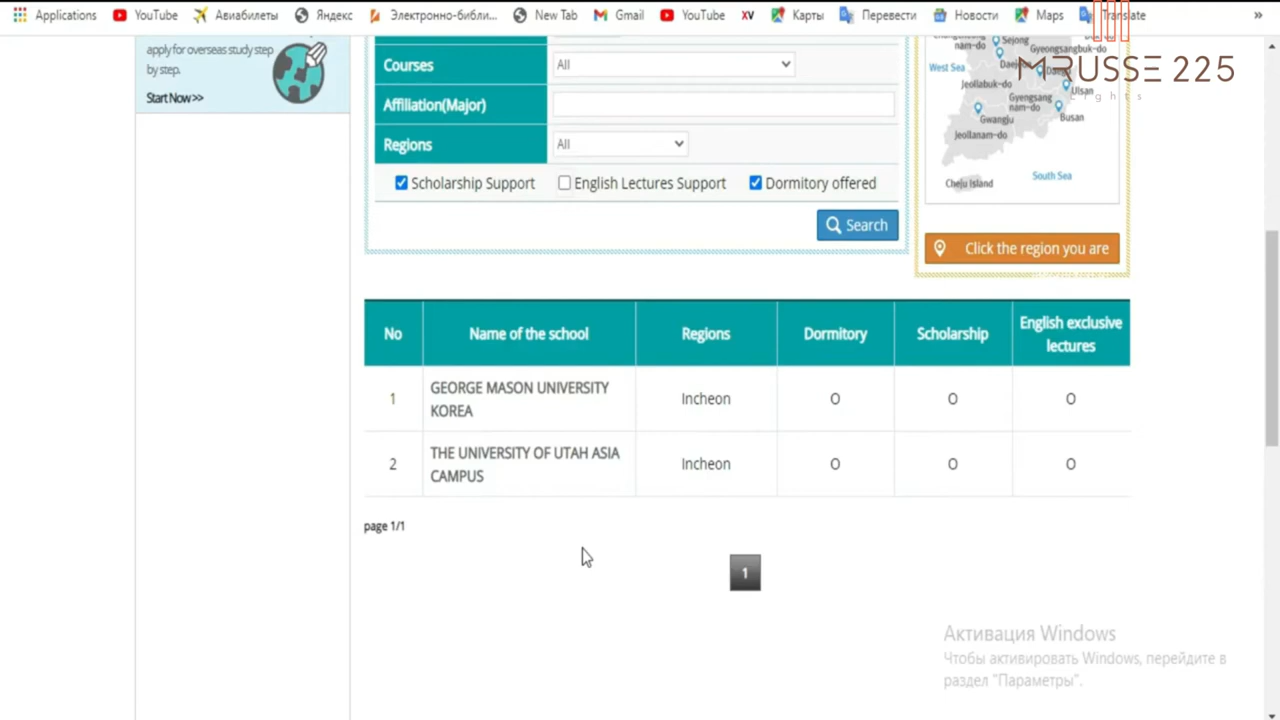 Applications YouTube Авиабилеты Яндекс Электронно-библи... New Tab Gmail YouTube XV Карты Перевести Новости Maps Translate »
apply for overseas study step
by step.
Start Now >>
Courses All
Affiliation(Major)
Regions All
Scholarship Support English Lectures Support Dormitory offered
Search
nam-do Sejong Gyeongsangbuk-do
West Sea
MRUSSE 225
Lights
Jeollabuk-do Ulsan
Gyengsang
nam-do
Gwangju Busan
Jeollanam-do
Cheju Island South Sea
Click the region you are
No Name of the school Regions Dormitory Scholarship English exclusive
lectures
1 GEORGE MASON UNIVERSITY
KOREA Incheon O O O
2 THE UNIVERSITY OF UTAH ASIA
CAMPUS Incheon O O O
page 1/1
1
Активация Windows
Чтобы активировать Windows, перейдите в
раздел "Параметры".